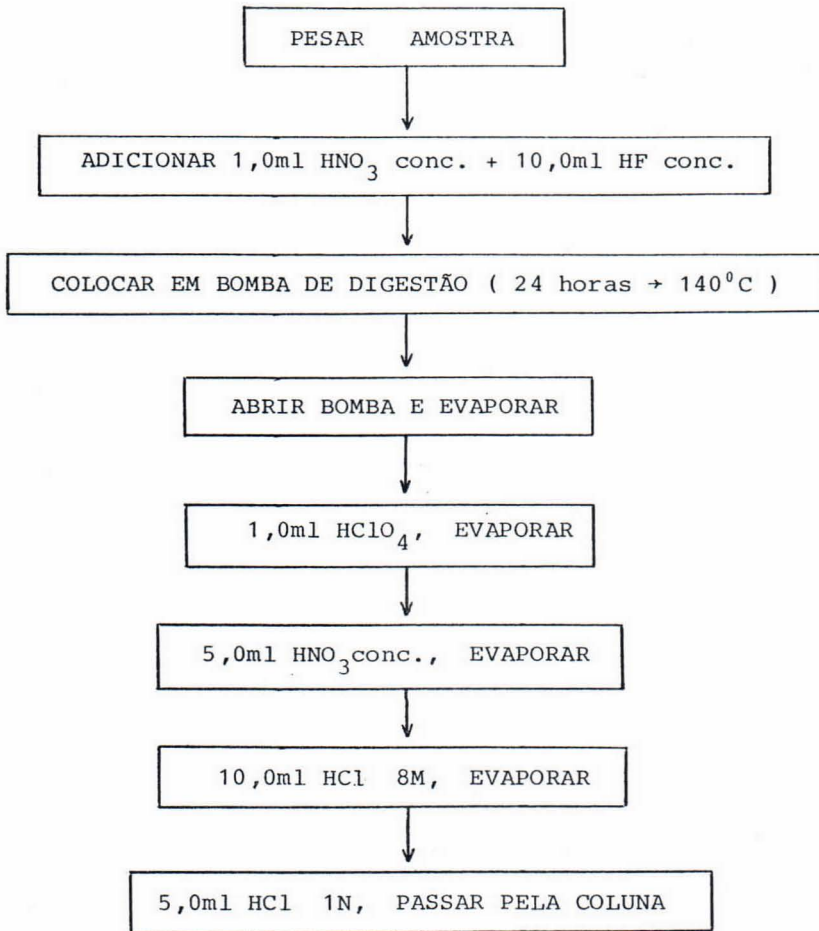 PESAR AMOSTRA
ADICIONAR 1,0ml HNO₃ conc. + 10,0ml HF conc.
COLOCAR EM BOMBA DE DIGESTÃO ( 24 horas → 140⁰C )
ABRIR BOMBA E EVAPORAR
1,0ml HClO₄, EVAPORAR
5,0ml HNO₃conc., EVAPORAR
10,0ml HCl 8M, EVAPORAR
5,0ml HCl 1N, PASSAR PELA COLUNA